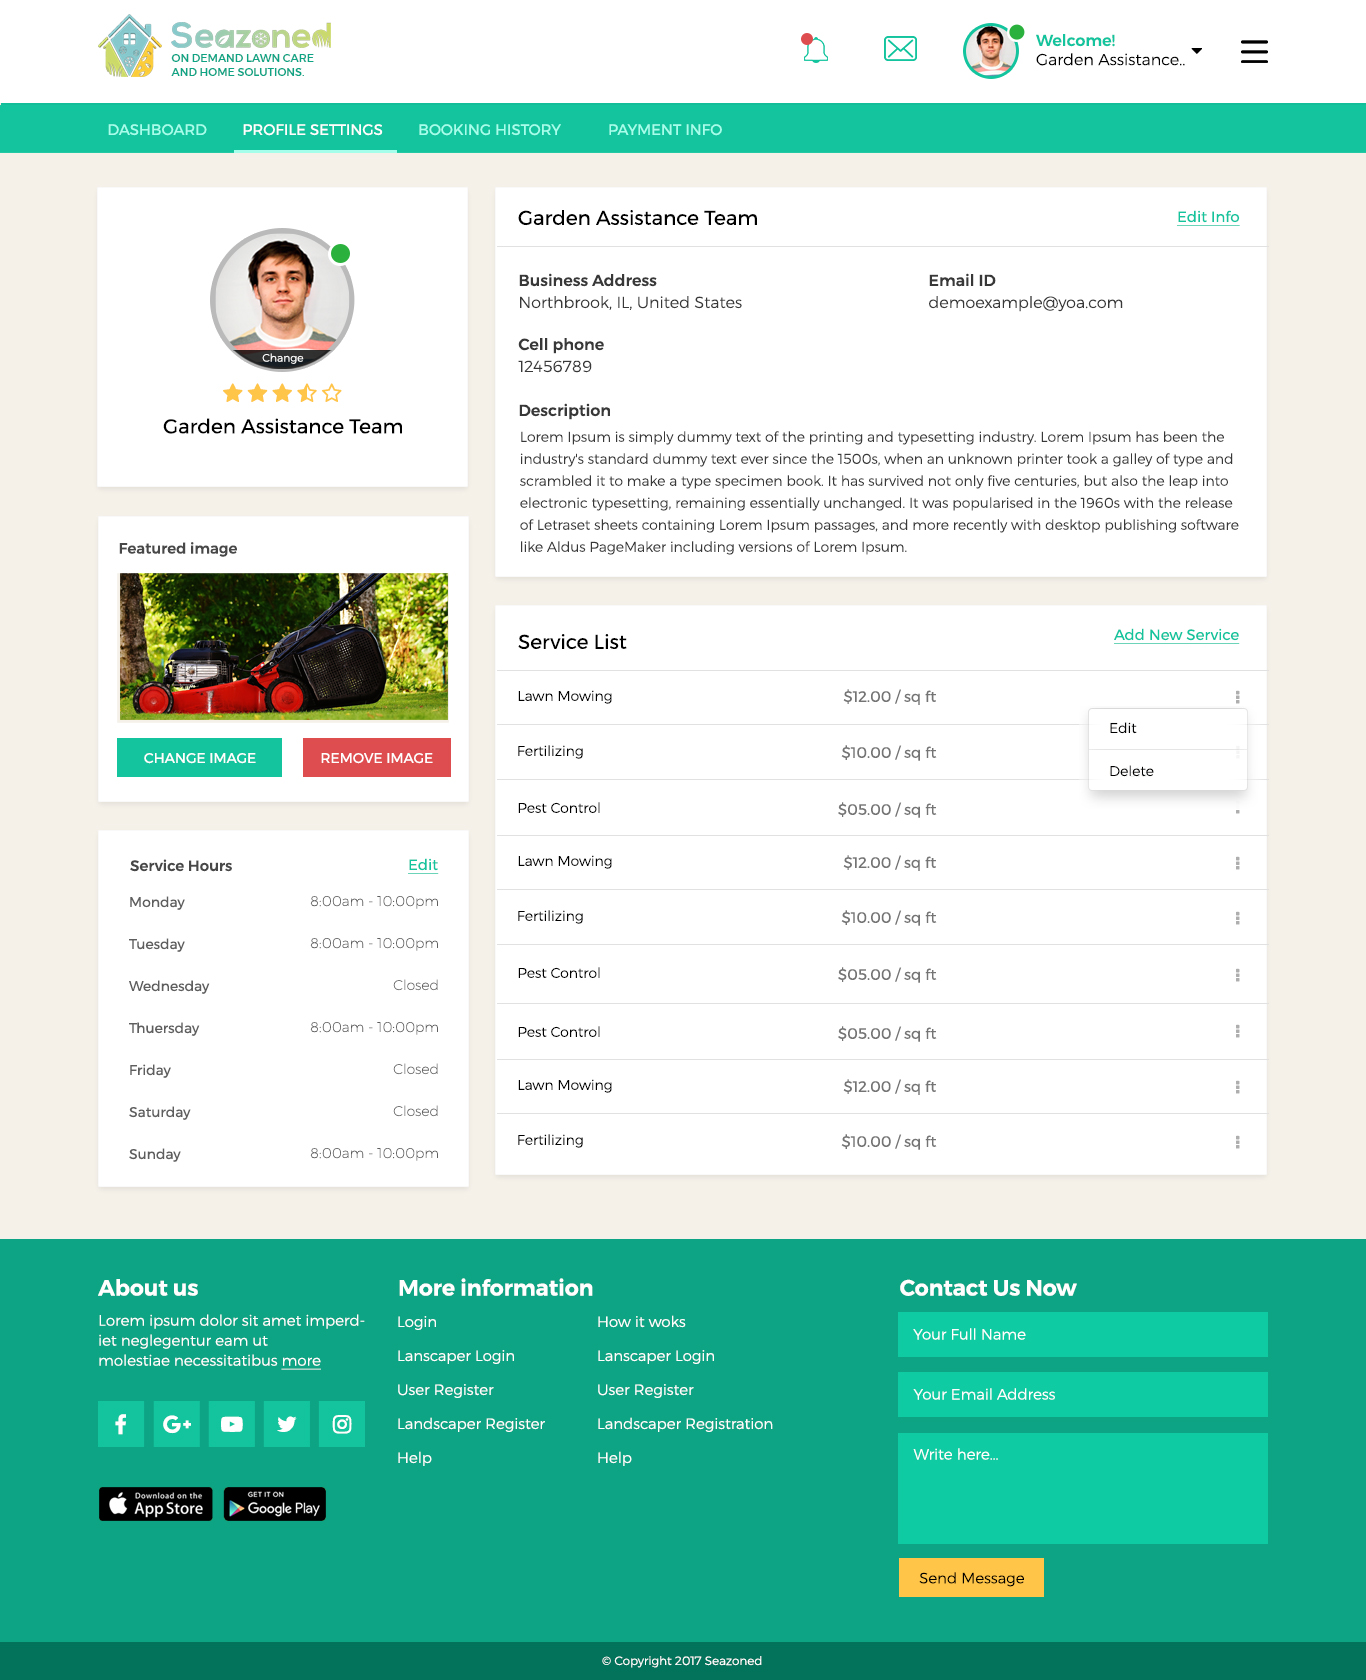 Seazoned
ON DEMAND LAWN CARE
AND HOME SOLUTIONS.
Welcome!
Garden Assistance..
DASHBOARD
PROFILE SETTINGS
BOOKING HISTORY
PAYMENT INFO
Change
Garden Assistance Team
Featured image
CHANGE IMAGE
REMOVE IMAGE
Service Hours
Edit
Monday 8:00am - 10:00pm
Tuesday 8:00am - 10:00pm
Wednesday Closed
Thuersday 8:00am - 10:00pm
Friday Closed
Saturday Closed
Sunday 8:00am - 10:00pm
Garden Assistance Team
Edit Info
Business Address
Northbrook, IL, United States
Email ID
demoexample@yoa.com
Cell phone
12456789
Description
Lorem Ipsum is simply dummy text of the printing and typesetting industry. Lorem Ipsum has been the
industry's standard dummy text ever since the 1500s, when an unknown printer took a galley of type and
scrambled it to make a type specimen book. It has survived not only five centuries, but also the leap into
electronic typesetting, remaining essentially unchanged. It was popularised in the 1960s with the release
of Letraset sheets containing Lorem Ipsum passages, and more recently with desktop publishing software
like Aldus PageMaker including versions of Lorem Ipsum.
Service List
Add New Service
Lawn Mowing $12.00 / sq ft
Edit
Delete
Fertilizing $10.00 / sq ft
Pest Control $05.00 / sq ft
Lawn Mowing $12.00 / sq ft
Fertilizing $10.00 / sq ft
Pest Control $05.00 / sq ft
Pest Control $05.00 / sq ft
Lawn Mowing $12.00 / sq ft
Fertilizing $10.00 / sq ft
About us
Lorem ipsum dolor sit amet imperd-
iet neglegentur eam ut
molestiae necessitatibus more
G+
Download on the
App Store
GET IT ON
Google Play
More information
Login
Lanscaper Login
User Register
Landscaper Register
Help
How it woks
Lanscaper Login
User Register
Landscaper Registration
Help
Contact Us Now
Your Full Name
Your Email Address
Write here...
Send Message
© Copyright 2017 Seazoned